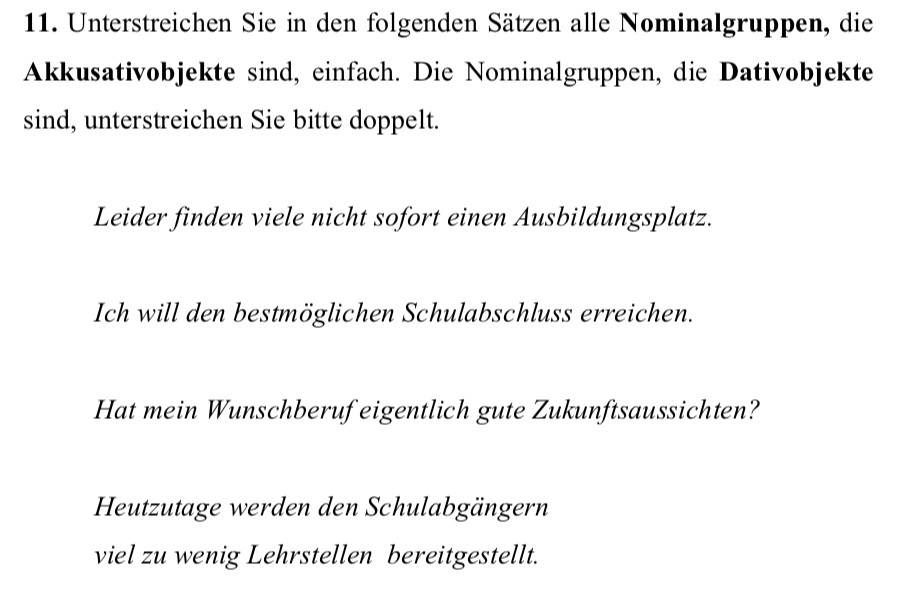 11. Unterstreichen Sie in den folgenden Sätzen alle Nominalgruppen, die
Akkusativobjekte sind, einfach. Die Nominalgruppen, die Dativobjekte
sind, unterstreichen Sie bitte doppelt.
Leider finden viele nicht sofort einen Ausbildungsplatz.
Ich will den bestmöglichen Schulabschluss erreichen.
Hat mein Wunschberuf eigentlich gute Zukunftsaussichten?
Heutzutage werden den Schulabgängern
viel zu wenig Lehrstellen bereitgestellt.